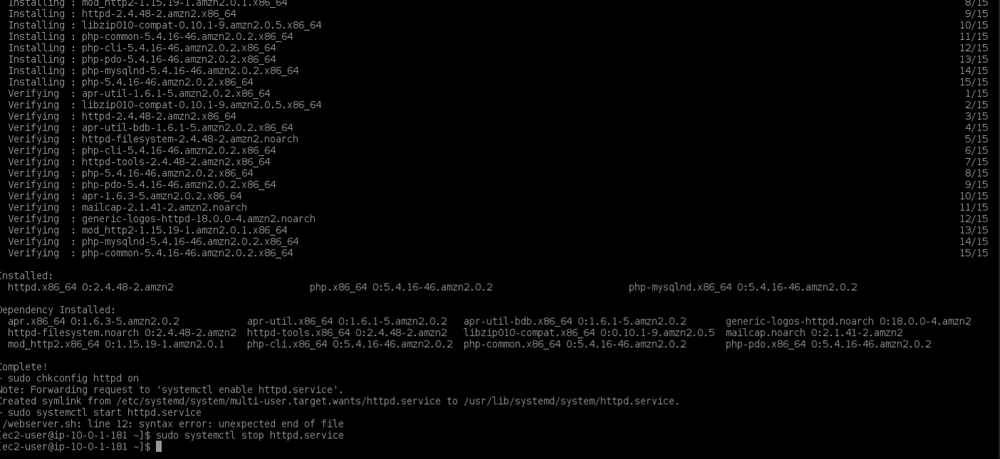 Installing : mod_http2-1.15.19-1.amzn2.0.1.x86_64 8/15
Installing : httpd-2.4.48-2.amzn2.x86_64 9/15
Installing : libzip010-compat-0.10.1-9.amzn2.0.5.x86_64 10/15
Installing : php-common-5.4.16-46.amzn2.0.2.x86_64 11/15
Installing : php-cli-5.4.16-46.amzn2.0.2.x86_64 12/15
Installing : php-pdo-5.4.16-46.amzn2.0.2.x86_64 13/15
Installing : php-mysqlnd-5.4.16-46.amzn2.0.2.x86_64 14/15
Installing : php-5.4.16-46.amzn2.0.2.x86_64 15/15
Verifying : apr-util-1.6.1-5.amzn2.0.2.x86_64 1/15
Verifying : libzip010-compat-0.10.1-9.amzn2.0.5.x86_64 2/15
Verifying : httpd-2.4.48-2.amzn2.x86_64 3/15
Verifying : apr-util-bdb-1.6.1-5.amzn2.0.2.x86_64 4/15
Verifying : httpd-filesystem-2.4.48-2.amzn2.noarch 5/15
Verifying : php-cli-5.4.16-46.amzn2.0.2.x86_64 6/15
Verifying : httpd-tools-2.4.48-2.amzn2.x86_64 7/15
Verifying : php-5.4.16-46.amzn2.0.2.x86_64 8/15
Verifying : php-pdo-5.4.16-46.amzn2.0.2.x86_64 9/15
Verifying : apr-1.6.3-5.amzn2.0.2.x86_64 10/15
Verifying : mailcap-2.1.41-2.amzn2.noarch 11/15
Verifying : generic-logos-httpd-18.0.0-4.amzn2.noarch 12/15
Verifying : mod_http2-1.15.19-1.amzn2.0.1.x86_64 13/15
Verifying : php-mysqlnd-5.4.16-46.amzn2.0.2.x86_64 14/15
Verifying : php-common-5.4.16-46.amzn2.0.2.x86_64 15/15
Installed:
httpd.x86_64 0:2.4.48-2.amzn2 php.x86_64 0:5.4.16-46.amzn2.0.2 php-mysqlnd.x86_64 0:5.4.16-46.amzn2.0.2
Dependency Installed:
apr.x86_64 0:1.6.3-5.amzn2.0.2 apr-util.x86_64 0:1.6.1-5.amzn2.0.2 apr-util-bdb.x86_64 0:1.6.1-5.amzn2.0.2 generic-logos-httpd.noarch 0:18.0.0-4.amzn2
httpd-filesystem.noarch 0:2.4.48-2.amzn2 httpd-tools.x86_64 0:2.4.48-2.amzn2 libzip010-compat.x86_64 0:0.10.1-9.amzn2.0.5 mailcap.noarch 0:2.1.41-2.amzn2
mod_http2.x86_64 0:1.15.19-1.amzn2.0.1 php-cli.x86_64 0:5.4.16-46.amzn2.0.2 php-common.x86_64 0:5.4.16-46.amzn2.0.2 php-pdo.x86_64 0:5.4.16-46.amzn2.0.2
Complete!
+ sudo chkconfig httpd on
Note: Forwarding request to 'systemctl enable httpd.service'.
Created symlink from /etc/systemd/system/multi-user.target.wants/httpd.service to /usr/lib/systemd/system/httpd.service.
+ sudo systemctl start httpd.service
/webserver.sh: line 12: syntax error: unexpected end of file
[ec2-user@ip-10-0-1-181 ~]$ sudo systemctl stop httpd.service
[ec2-user@ip-10-0-1-181 ~]$